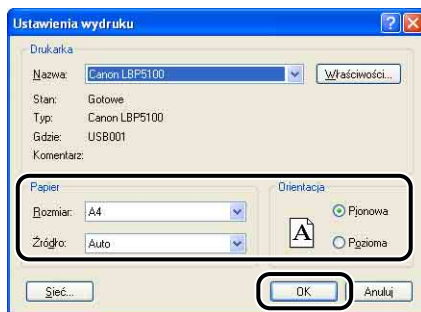 Ustawienia wydruku
Drukarka
Nazwa: Canon LBP5100 Właściwości...
Stan: Gotowe
Typ: Canon LBP5100
Gdzie: USB001
Komentarz:
Papier
Rozmiar: A4
Źródło: Auto
Orientacja
A
Pionowa
Pozioma
Sieć... OK Anuluj